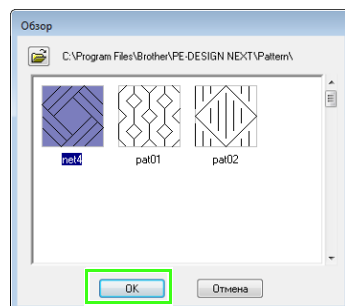 Обзор
C:\Program Files\Brother\PE-DESIGN NEXT\Pattern\
net4 pat01 pat02
OK Отмена